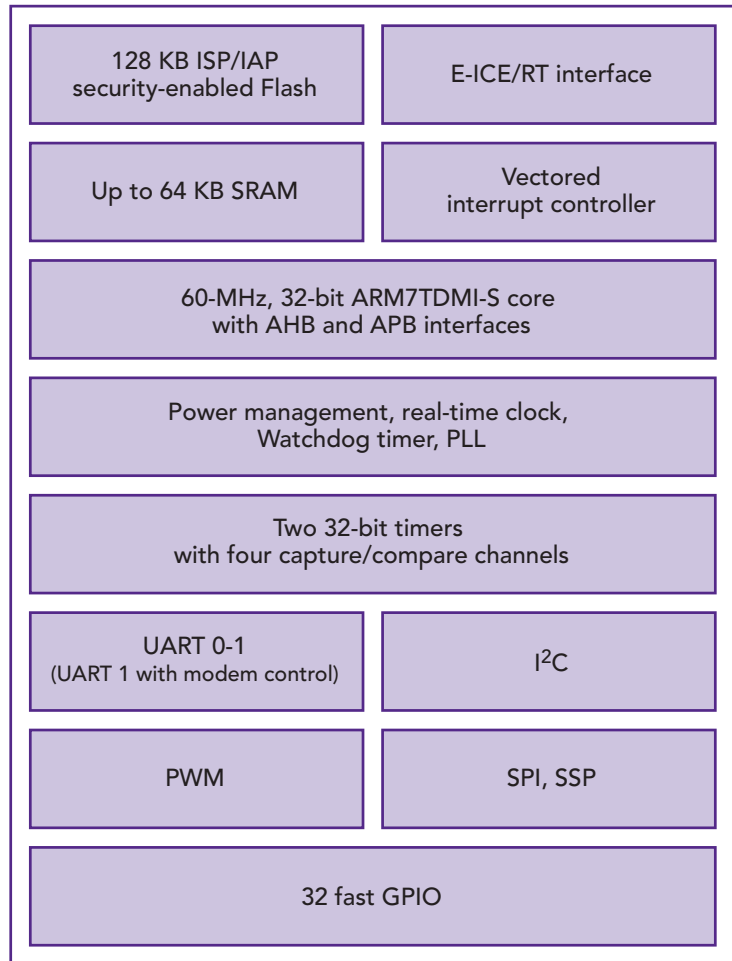 128 KB ISP/IAP
security-enabled Flash
E-ICE/RT interface
Up to 64 KB SRAM
Vectored
interrupt controller
60-MHz, 32-bit ARM7TDMI-S core
with AHB and APB interfaces
Power management, real-time clock,
Watchdog timer, PLL
Two 32-bit timers
with four capture/compare channels
UART 0-1
(UART 1 with modem control)
I²C
PWM
SPI, SSP
32 fast GPIO